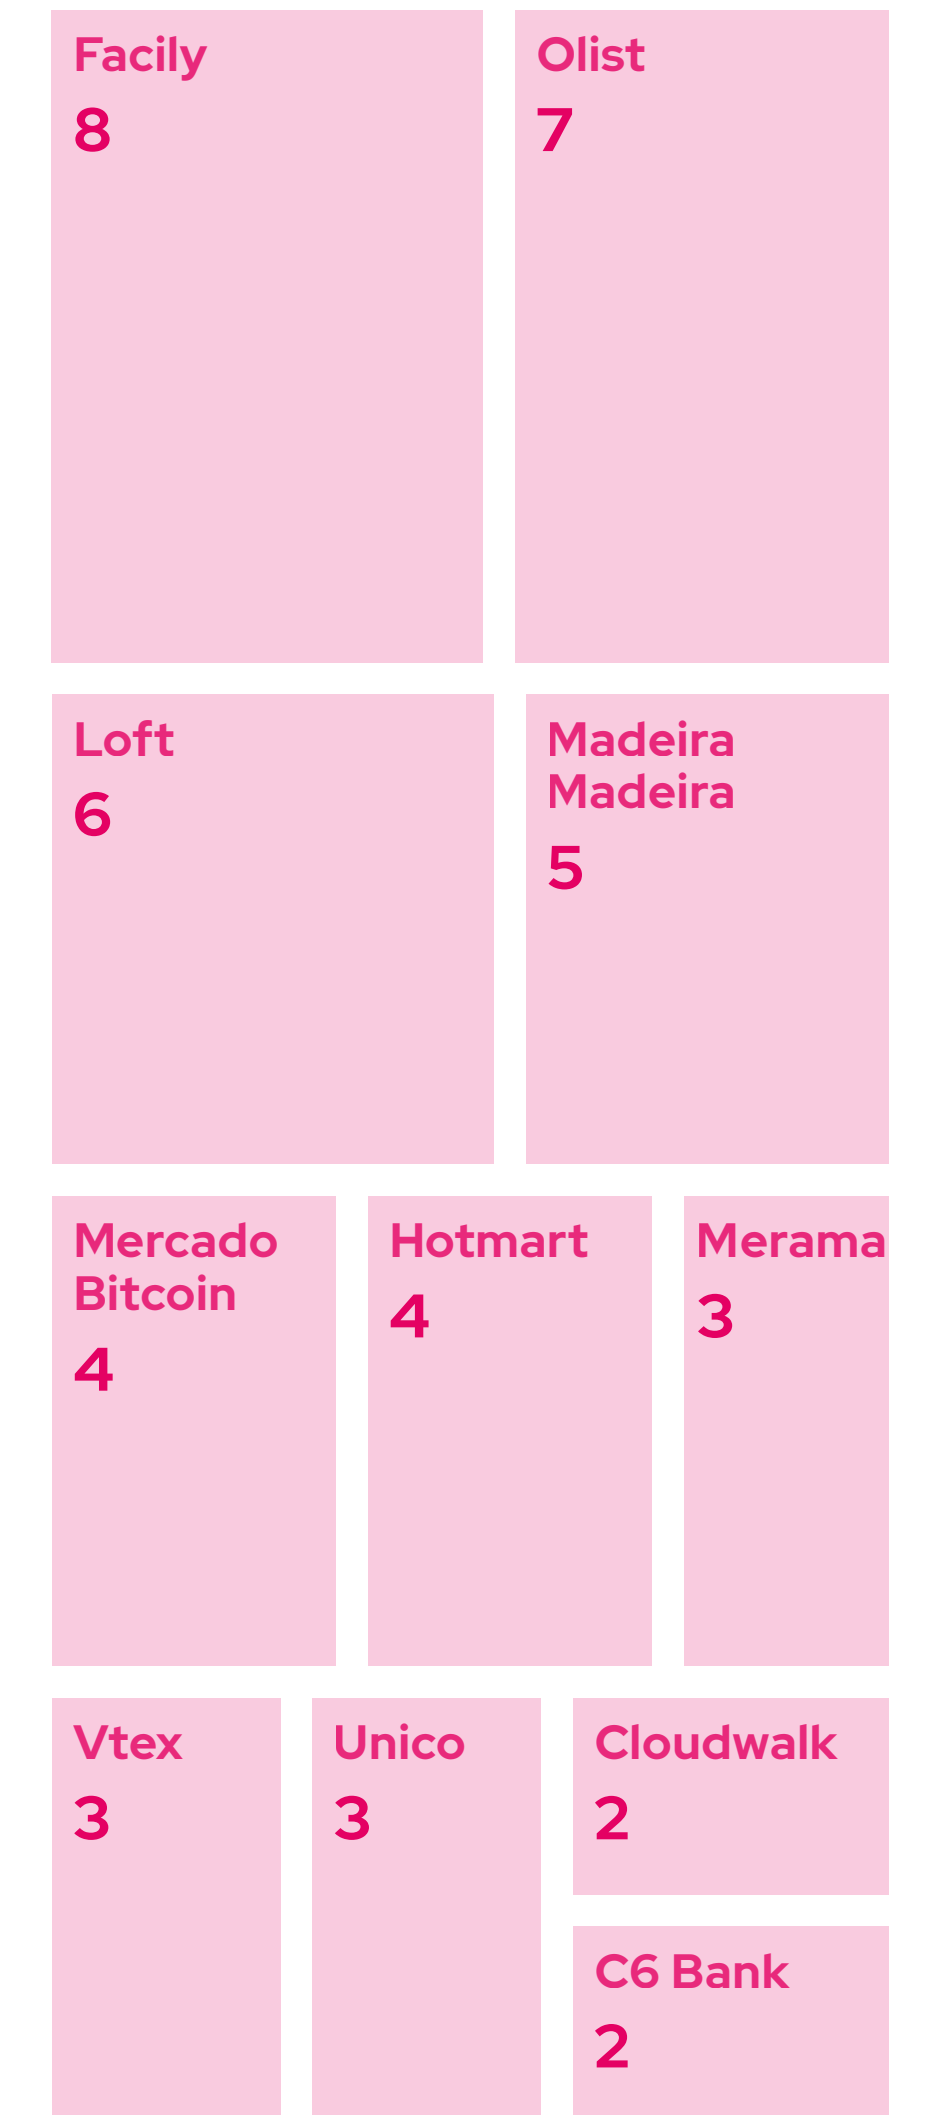 Facily
8
Olist
7
Loft
6
Madeira
Madeira
5
Mercado
Bitcoin
4
Hotmart
4
Merama
3
Vtex
3
Unico
3
Cloudwalk
2
C6 Bank
2